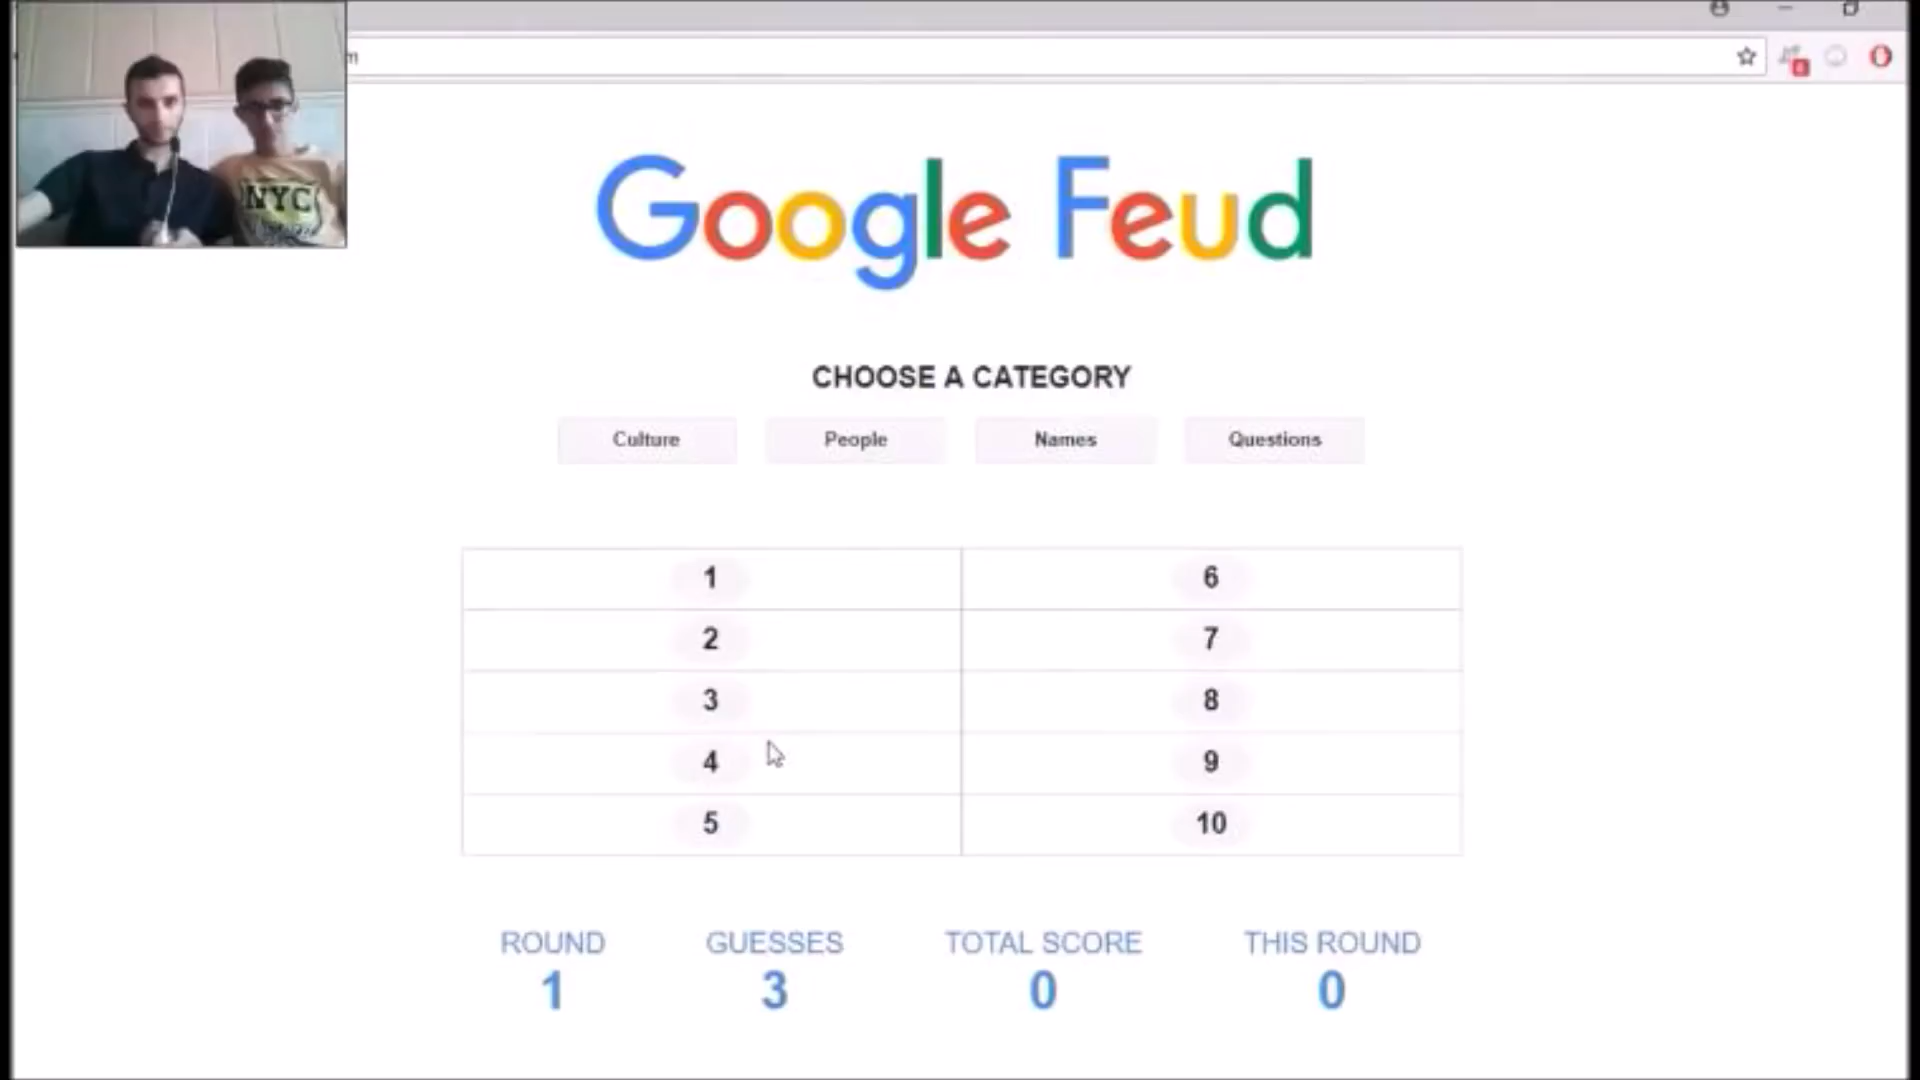 m
NYC
Google Feud
CHOOSE A CATEGORY
Culture People Names Questions
1 6
2 7
3 8
4 9
5 10
ROUND GUESSES TOTAL SCORE THIS ROUND
1 3 0 0